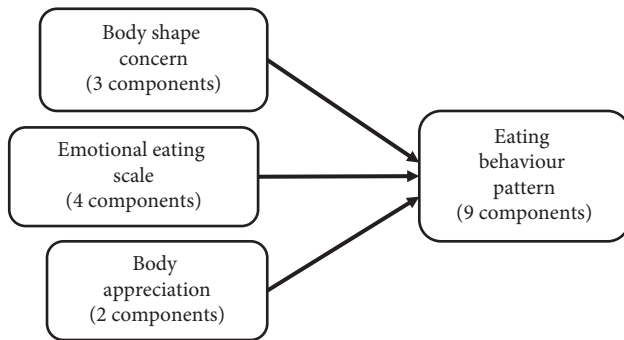 Body shape
concern
(3 components)
Emotional eating
scale
(4 components)
Body
appreciation
(2 components)
Eating
behaviour
pattern
(9 components)